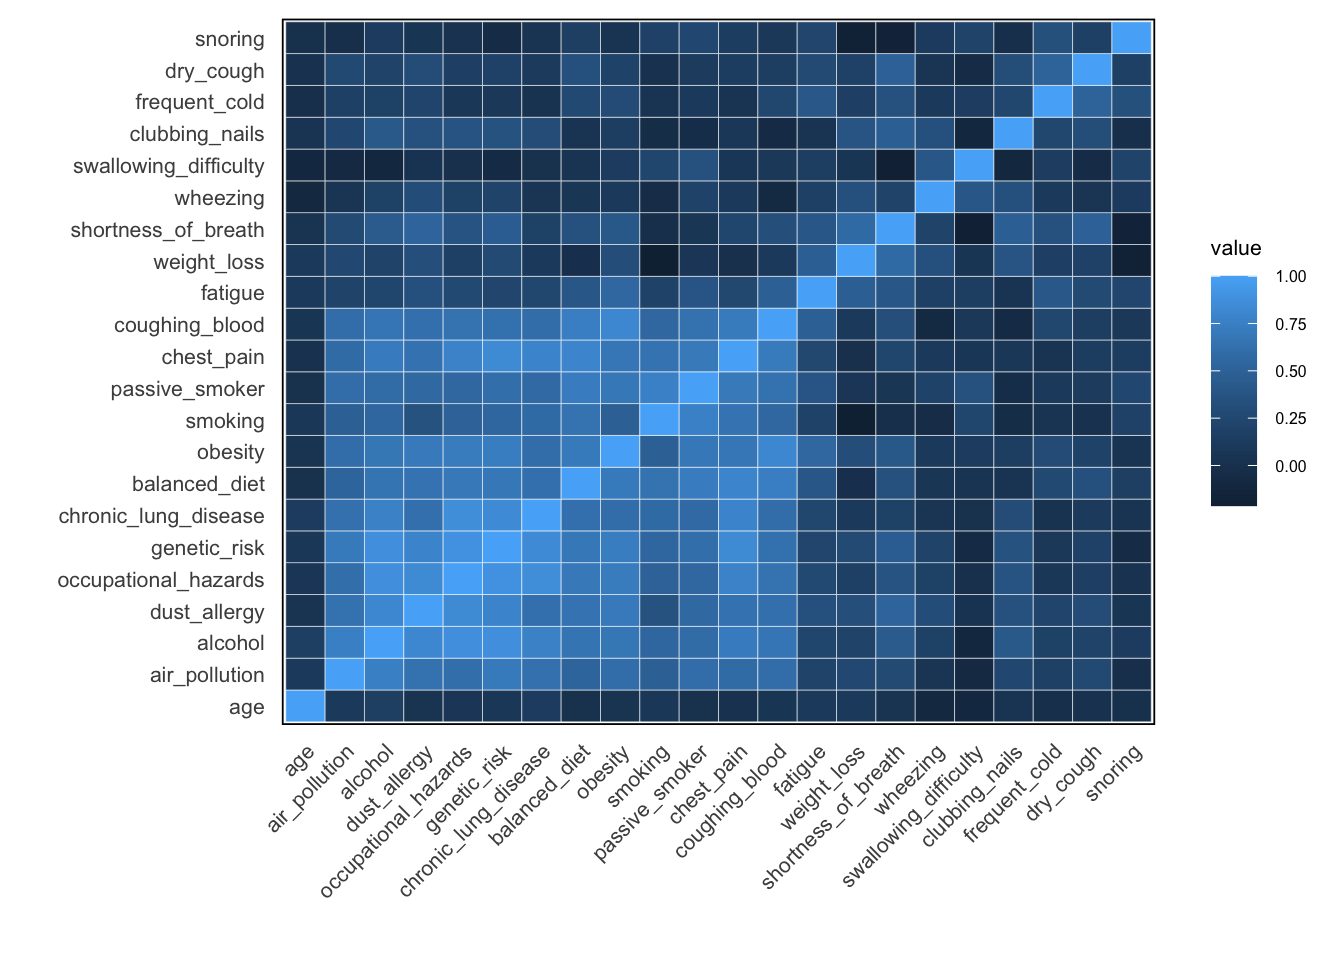 snoring
dry_cough
frequent_cold
clubbing_nails
swallowing_difficulty
wheezing
shortness_of_breath
weight_loss
fatigue
coughing_blood
chest_pain
passive_smoker
smoking
obesity
balanced_diet
chronic_lung_disease
genetic_risk
occupational_hazards
dust_allergy
alcohol
air_pollution
age
age
air_pollution
alcohol
dust_allergy
occupational_hazards
genetic_risk
chronic_lung_disease
balanced_diet
obesity
smoking
passive_smoker
chest_pain
coughing_blood
fatigue
weight_loss
shortness_of_breath
wheezing
swallowing_difficulty
clubbing_nails
frequent_cold
dry_cough
snoring
value
1.00
0.75
0.50
0.25
0.00